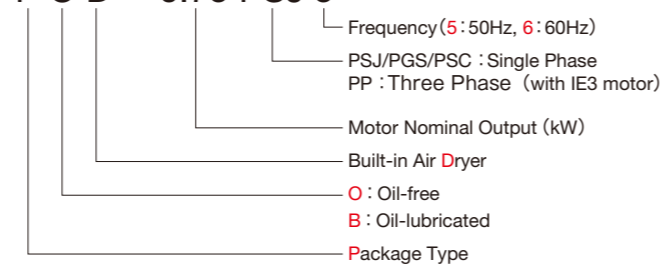 Frequency(5:50Hz, 6:60Hz)
PSJ/PGS/PSC:Single Phase
PP:Three Phase (with IE3 motor)
Motor Nominal Output (kW)
Built-in Air Dryer
O:Oil-free
B:Oil-lubricated
Package Type